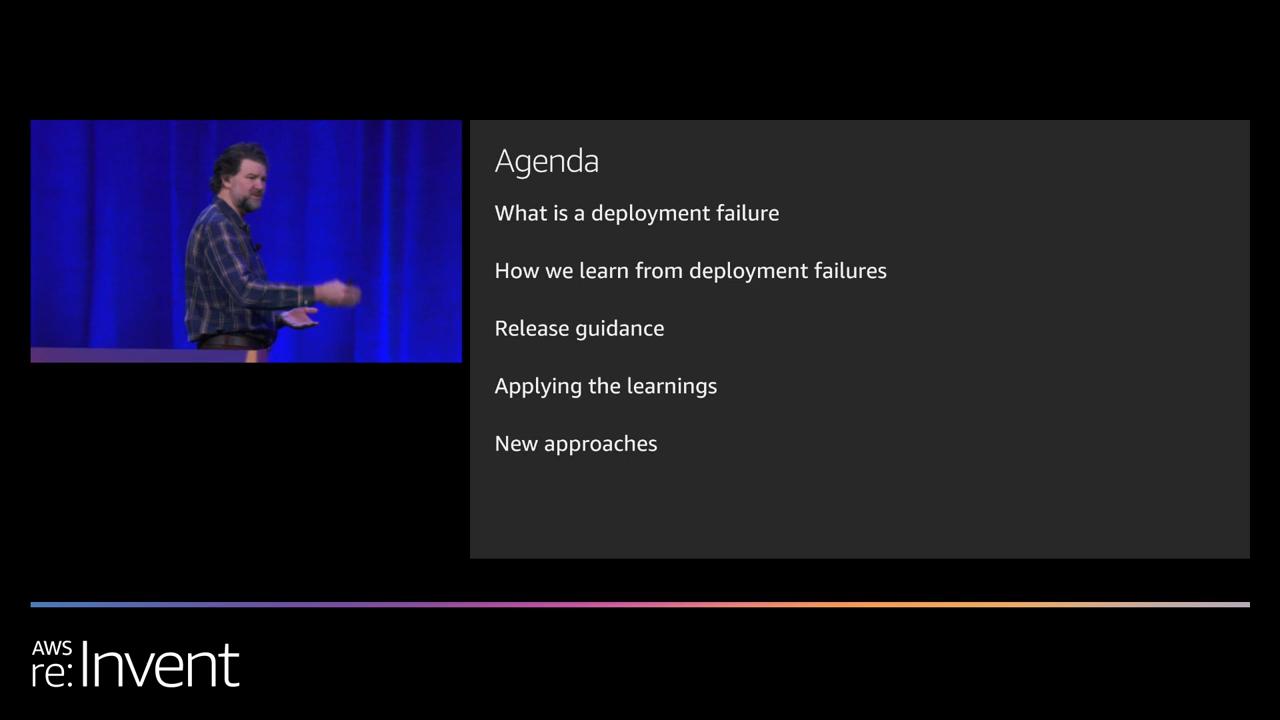 Agenda
What is a deployment failure
How we learn from deployment failures
Release guidance
Applying the learnings
New approaches
AWS
re:Invent